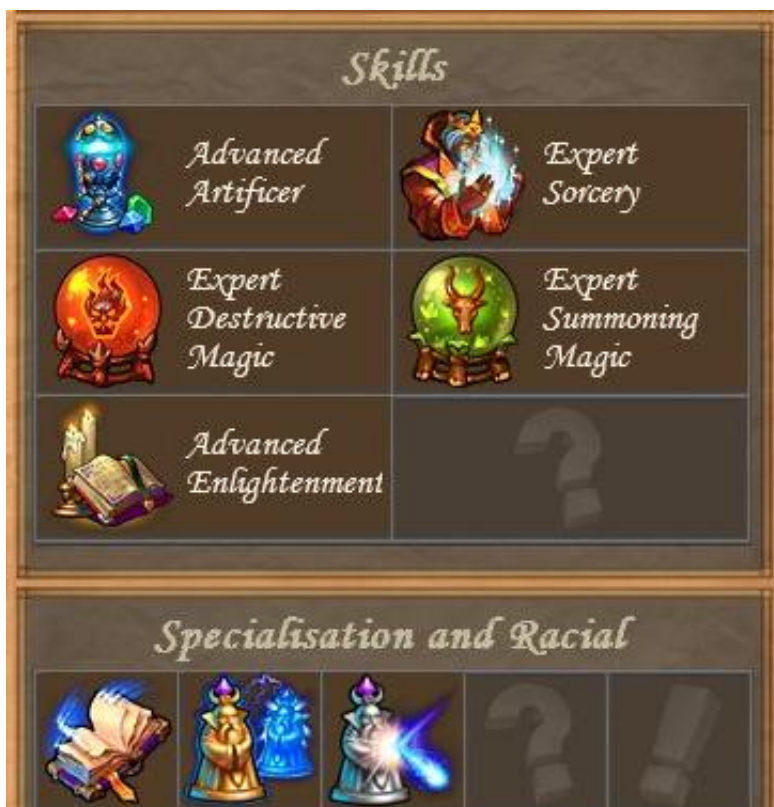 Skills
Advanced
Artificer
Expert
Sorcery
Expert
Destructive
Magic
Expert
Summoning
Magic
Advanced
Enlightenment
?
Specialisation and Racial
? !